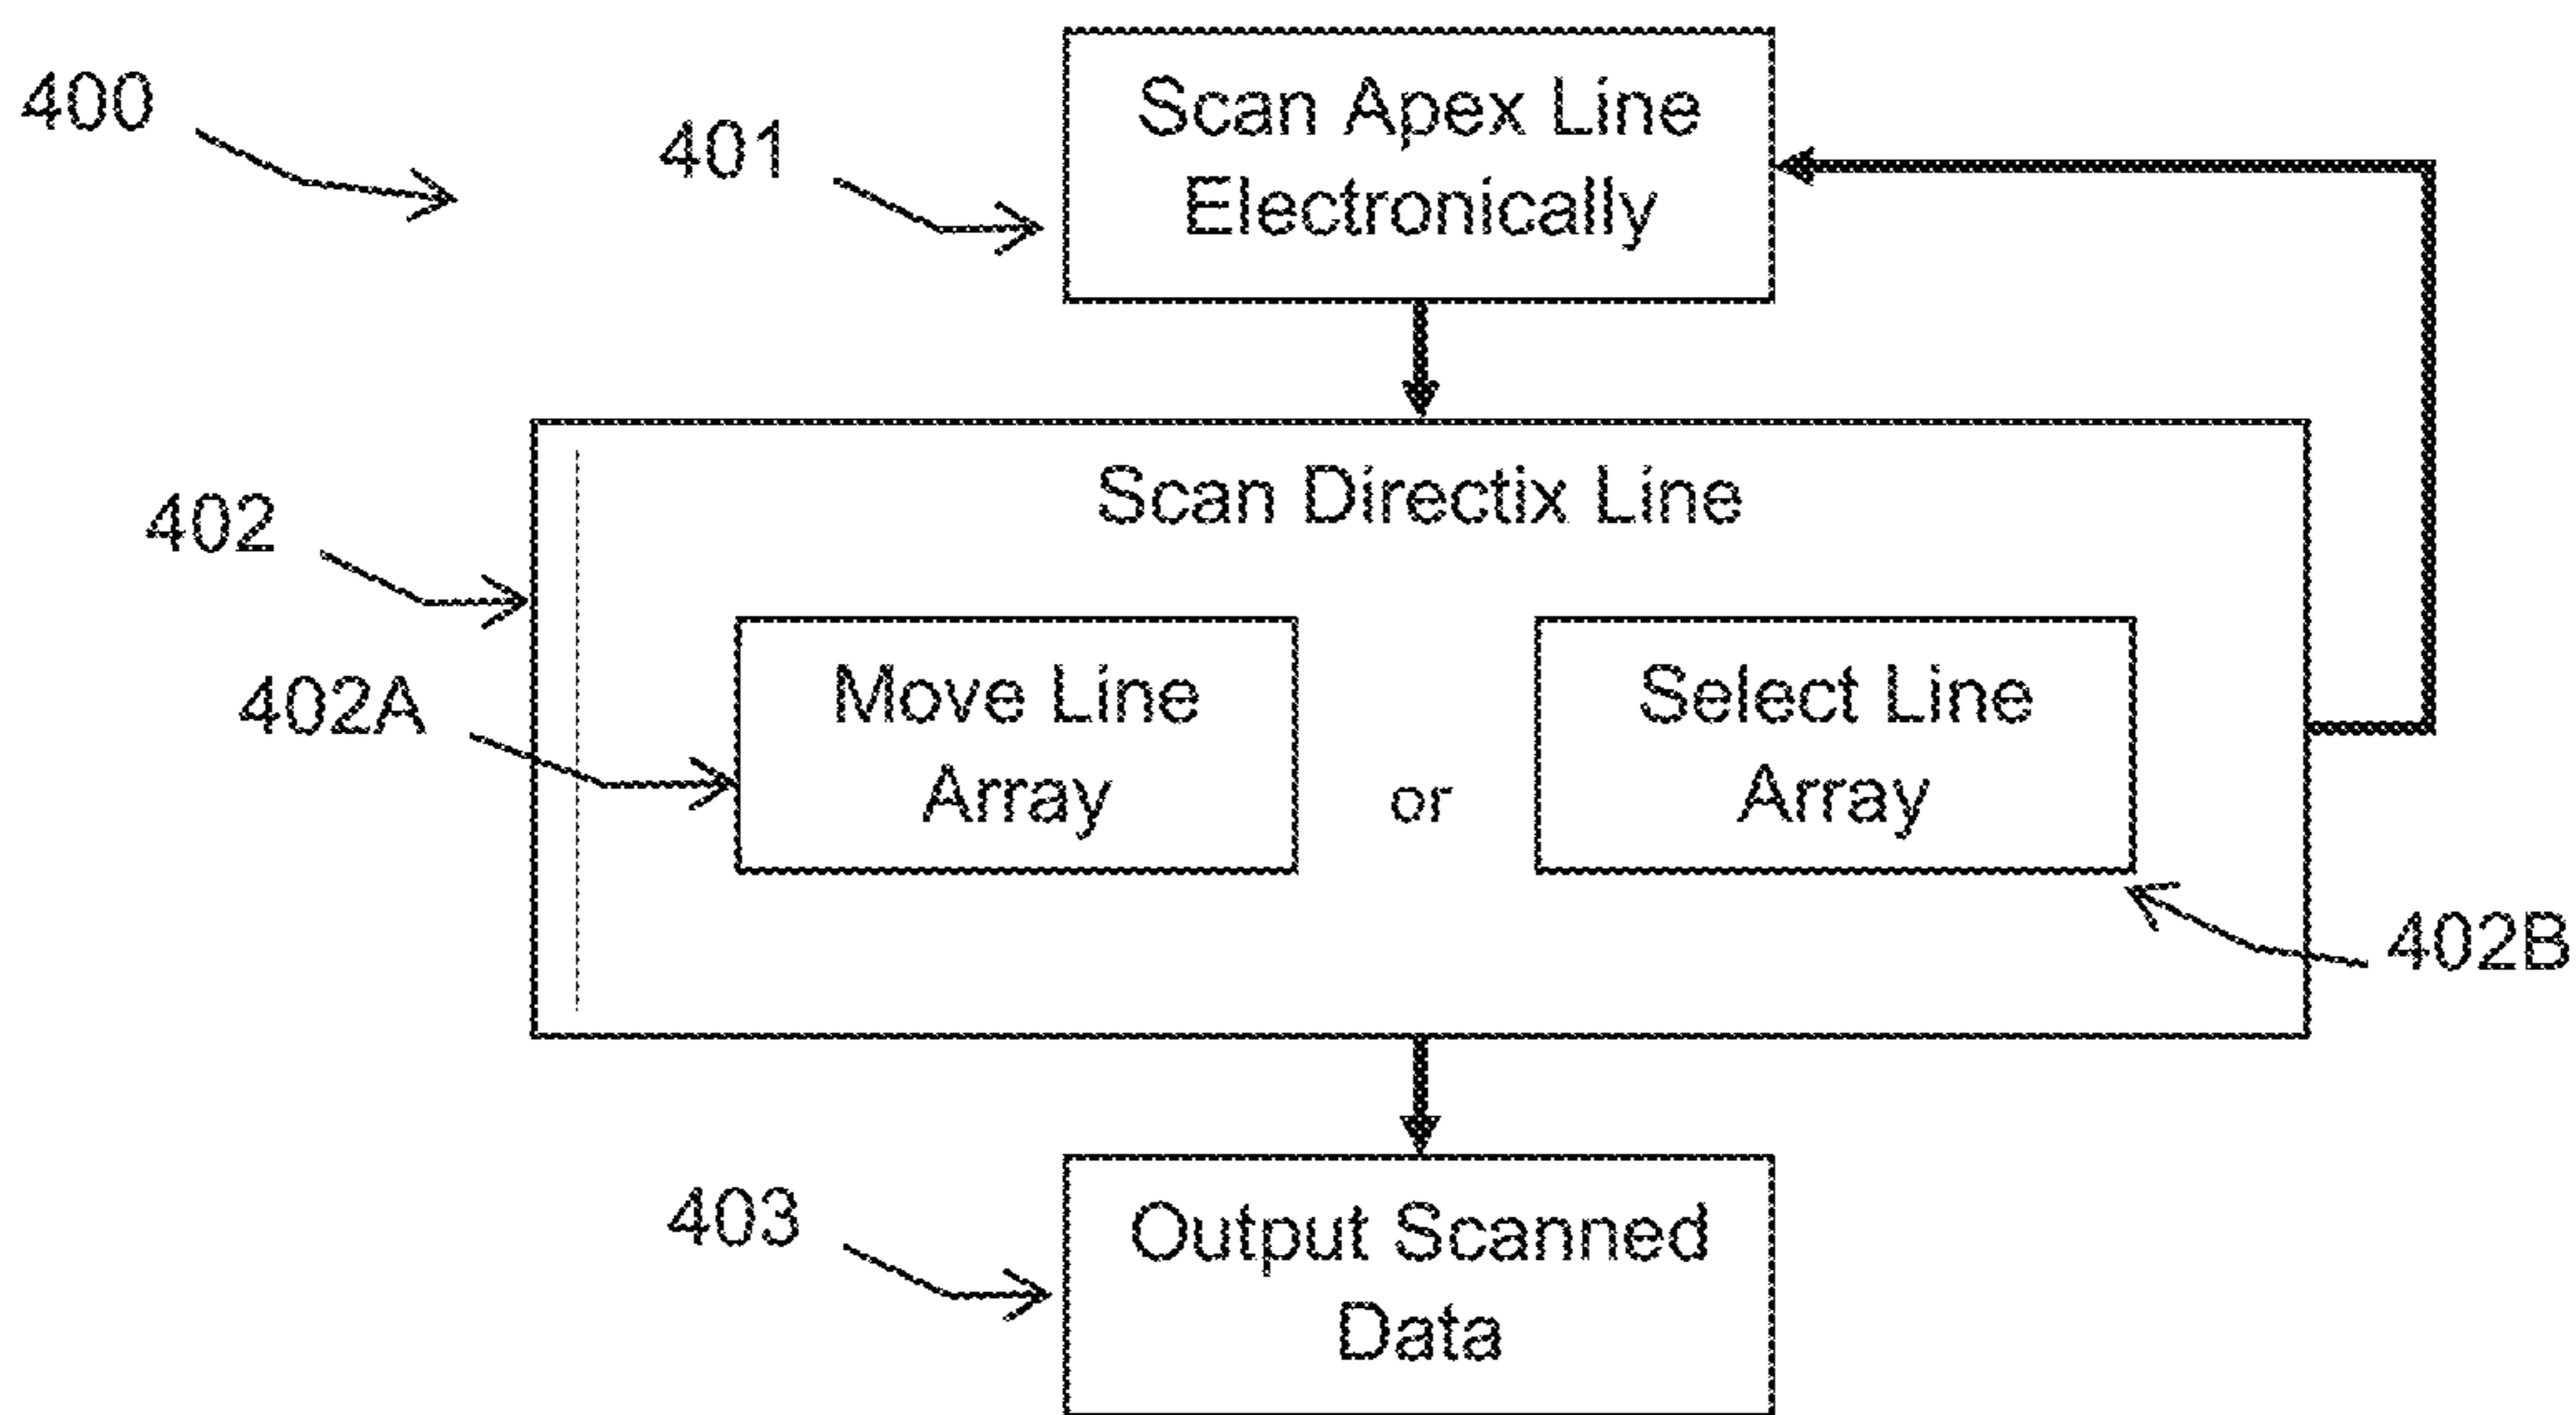 400
401
Scan Apex Line
Electronically
402
Scan Directix Line
402A
Move Line
Array
or
Select Line
Array
402B
403
Output Scanned
Data